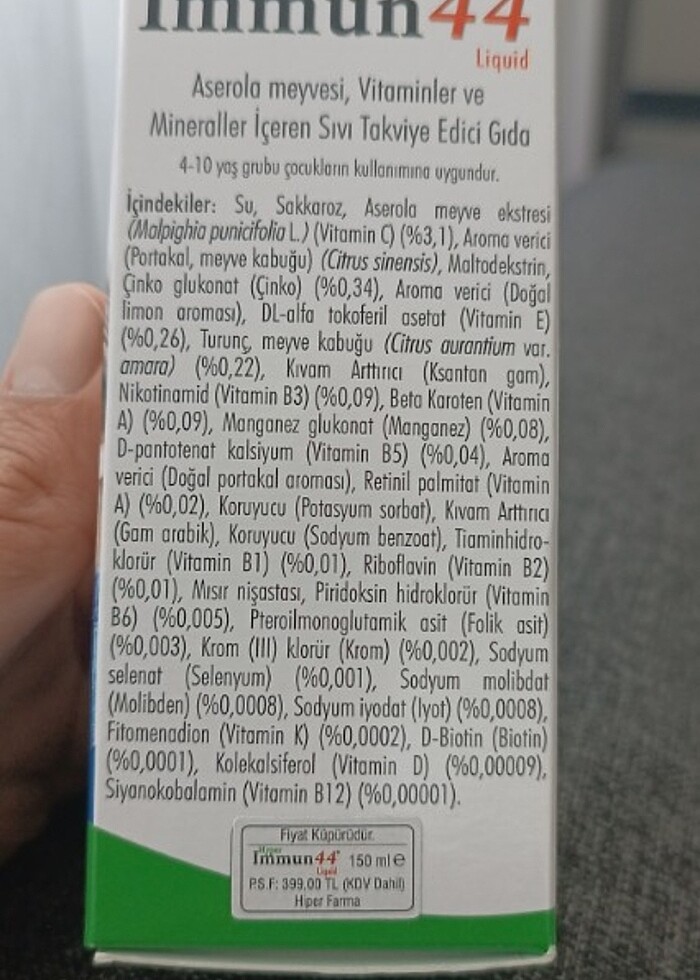 Immun44
Liquid
Aserola meyvesi, Vitaminler ve
Mineraller İçeren Sıvı Takviye Edici Gıda
4-10 yaş grubu çocukların kullanımına uygundur.
İçindekiler: Su, Sakkaroz, Aserola meyve ekstresi
(Malpighia punicifolia L.) (Vitamin C) (%3,1), Aroma verici
(Portakal, meyve kabuğu) (Citrus sinensis), Maltodekstrin,
Çinko glukonat (Çinko) (%0,34), Aroma verici (Doğal
limon aroması), DL-alfa tokoferil asetat (Vitamin E)
(%0,26), Turunç, meyve kabuğu (Citrus aurantium var.
amara) (%0,22), Kıvam Arttırıcı (Ksantan gam),
Nikotinamid (Vitamin B3) (%0,09), Beta Karoten (Vitamin
A) (%0,09), Manganez glukonat (Manganez) (%0,08),
D-pantotenat kalsiyum (Vitamin B5) (%0,04), Aroma
verici (Doğal portakal aroması), Retinil palmitat (Vitamin
A) (%0,02), Koruyucu (Potasyum sorbat), Kıvam Arttırıcı
(Gam arabik), Koruyucu (Sodyum benzoat), Tiaminhidro-
klorür (Vitamin B1) (%0,01), Riboflavin (Vitamin B2)
(%0,01), Mısır nişastası, Piridoksin hidroklorür (Vitamin
B6) (%0,005), Pteroilmonoglutamik asit (Folik asit)
(%0,003), Krom (III) klorür (Krom) (%0,002), Sodyum
selenat (Selenyum) (%0,001), Sodyum molibdat
(Molibden) (%0,0008), Sodyum iyodat (Iyot) (%0,0008),
Fitomenadion (Vitamin K) (%0,0002), D-Biotin (Biotin)
(%0,0001), Kolekalsiferol (Vitamin D) (%0,00009),
Siyanokobalamin (Vitamin B12) (%0,00001).
Fiyat Küpürüdür.
Immun44 150 ml e
Liquid
P.S.F: 399,00 TL (KDV Dahil)
Hiper Farma